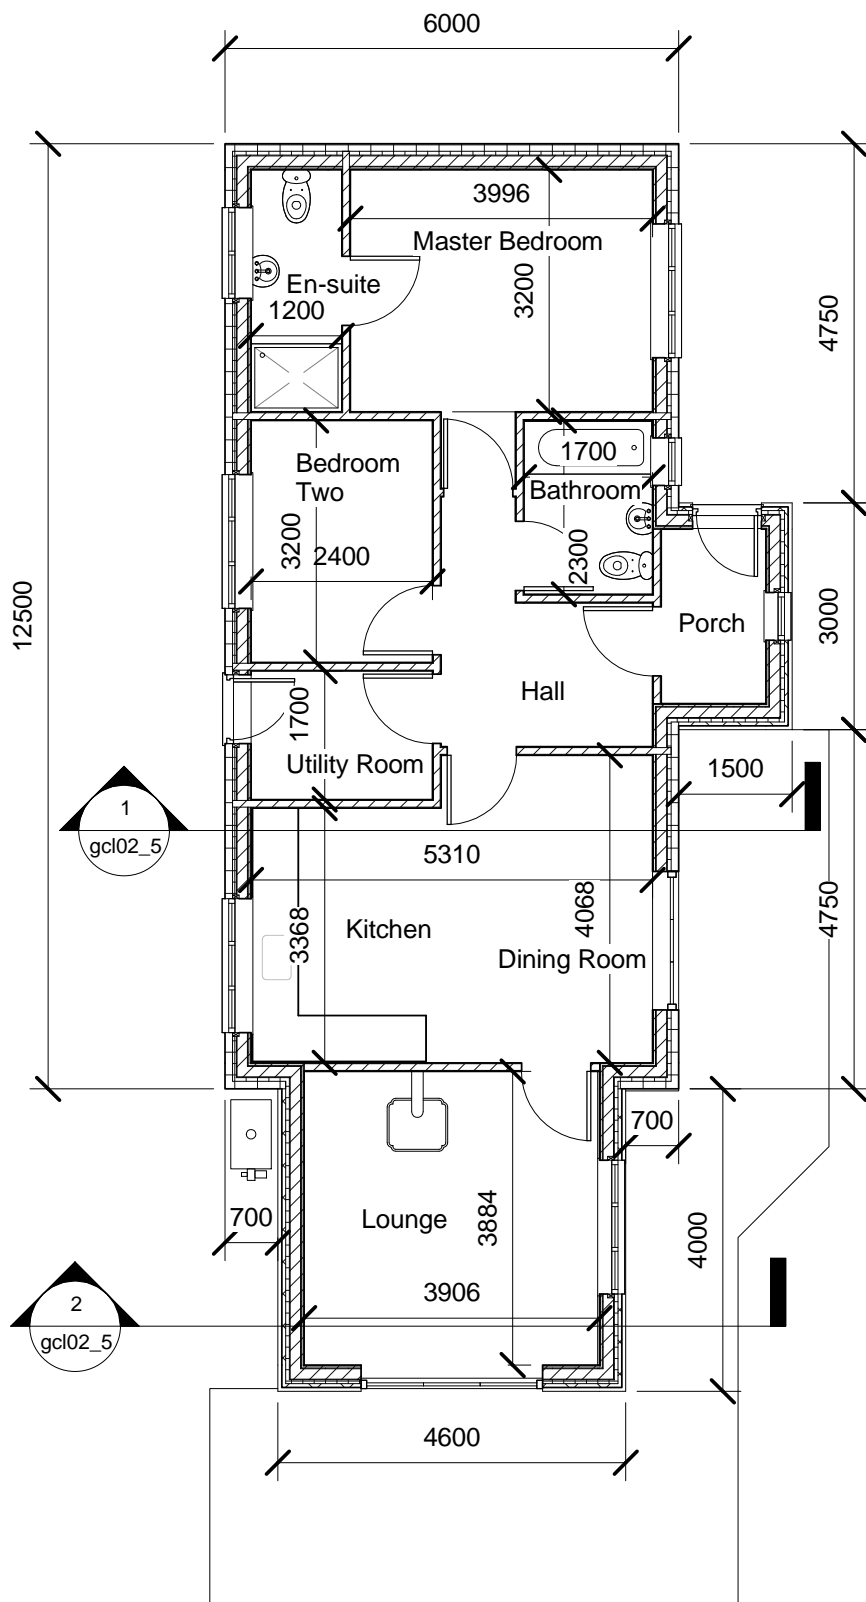 6000
3996
Master Bedroom
En-suite
1200
3200
4750
Bedroom
Two
1700
Bathroom
3200
2400
2300
12500
Porch
3000
Hall
1700
Utility Room
1500
1
gcl02_5
5310
4068
3368
Kitchen
Dining Room
4750
700
700
Lounge
3884
4000
3906
2
gcl02_5
4600